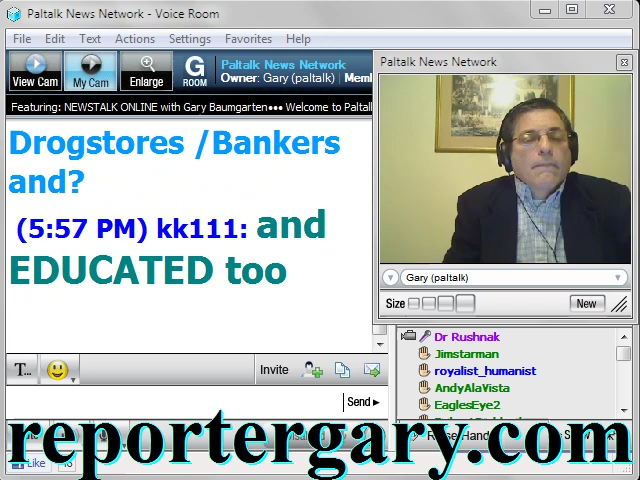 Paltalk News Network - Voice Room
File Edit Text Actions Settings Favorites Help
View Cam
My Cam
Enlarge
G
ROOM
Paltalk News Network
Owner: Gary (paltalk) | Memb
Featuring: NEWSTALK ONLINE with Gary Baumgarten••• Welcome to Paltall
Drogstores /Bankers
and?
(5:57 PM) kk111: and
EDUCATED too
Paltalk News Network
Gary (paltalk)
Size
New
Dr Rushnak
Jimstarman
royalist_humanist
AndyAlaVista
EaglesEye2
T...
Invite
Send
reportergary.com
Like